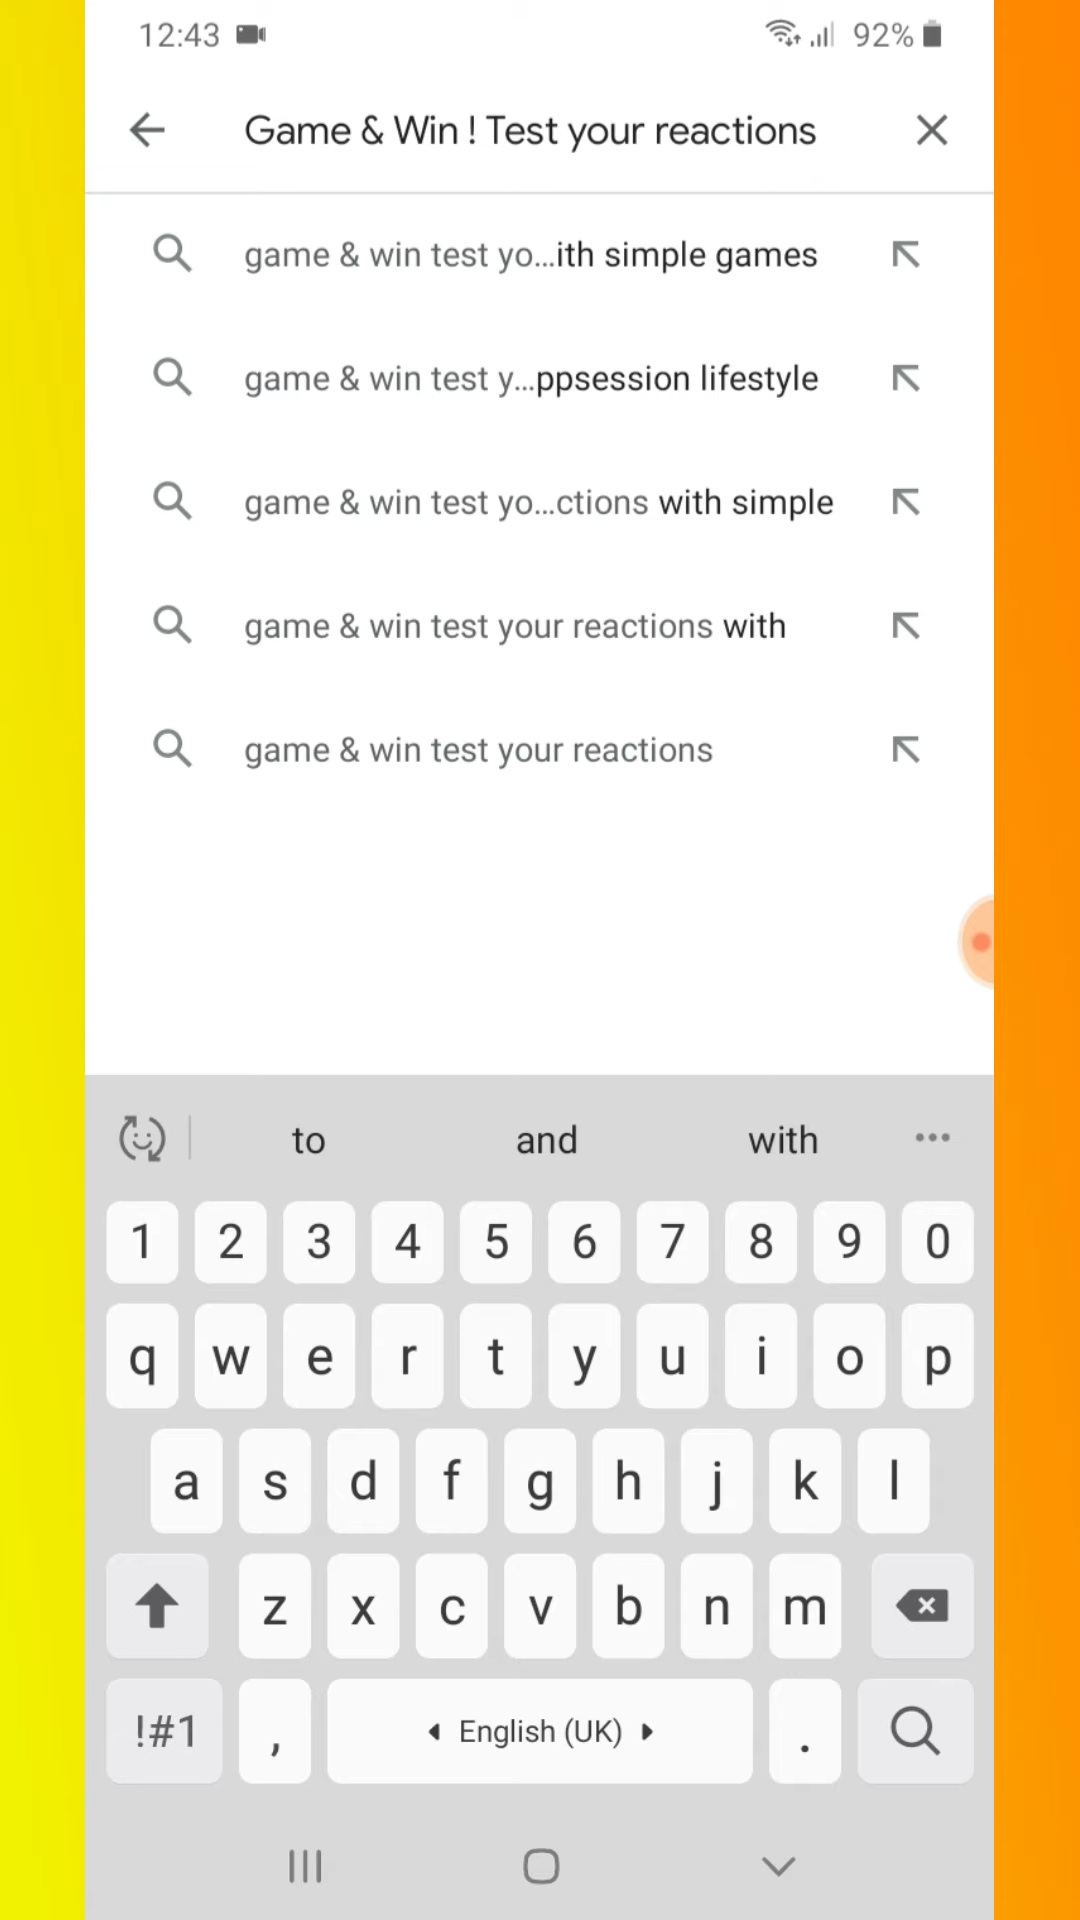 12:43 92%
Game & Win ! Test your reactions
game & win test yo...ith simple games
game & win test y...ppsession lifestyle
game & win test yo...ctions with simple
game & win test your reactions with
game & win test your reactions
to and with
1 2 3 4 5 6 7 8 9 0
q w e r t y u i o p
a s d f g h j k l
z x c v b n m
!#1 , English (UK) .